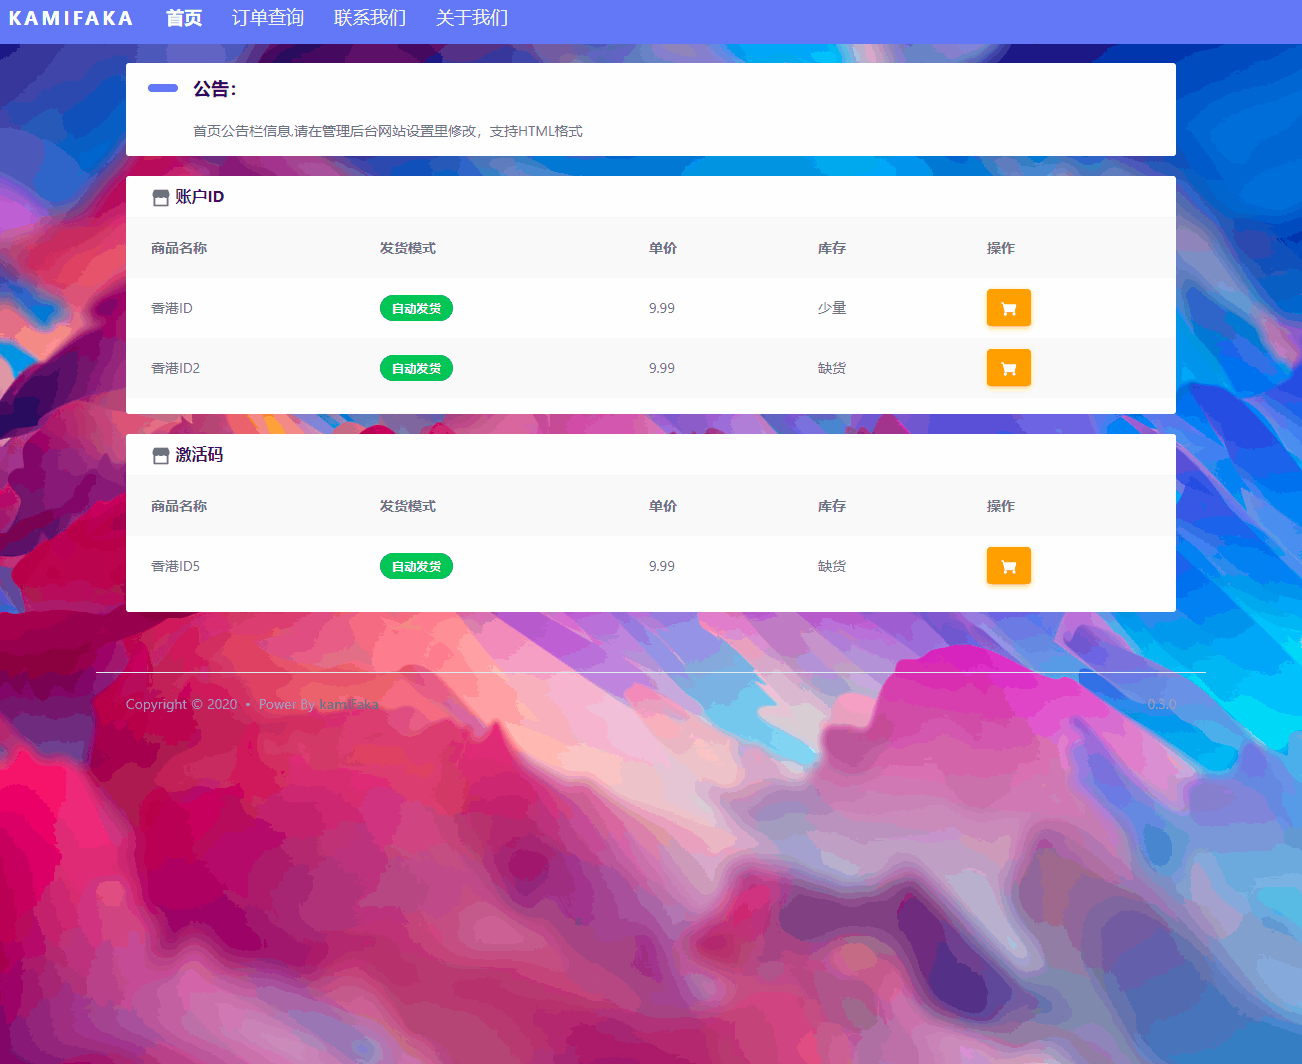 KAMIFAKA 首页 订单查询 联系我们 关于我们
公告：
首页公告栏信息,请在管理后台网站设置里修改，支持HTML格式
账户ID
商品名称 发货模式 单价 库存 操作
香港ID 自动发货 9.99 少量
香港ID2 自动发货 9.99 缺货
激活码
商品名称 发货模式 单价 库存 操作
香港ID5 自动发货 9.99 缺货
Copyright © 2020 • Power By KamiFaka 0.3.0